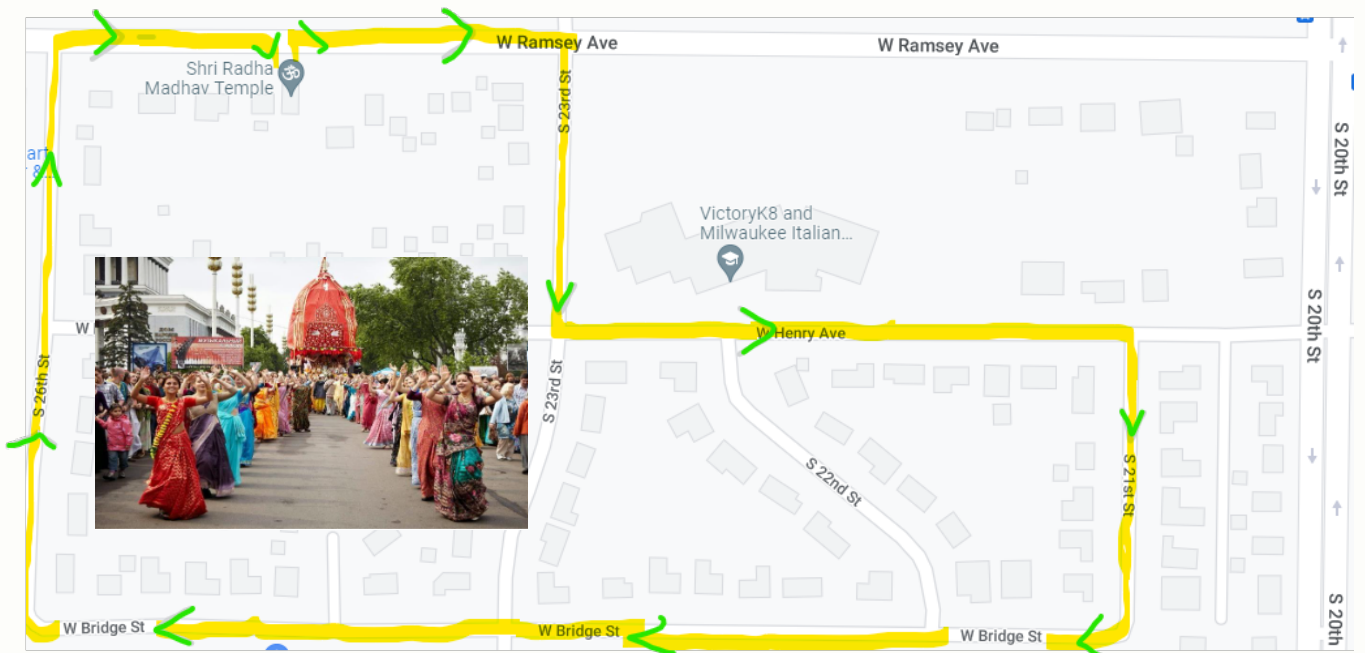 W Ramsey Ave
W Ramsey Ave
Shri Radha
Madhav Temple
S 23rd St
S 20th St
art
&...
VictoryK8 and
Milwaukee Italian...
W
W Henry Ave
S 20th St
S 26th St
S 23rd St
S 22nd St
S 21st St
W Bridge St
W Bridge St
W Bridge St
S 20th